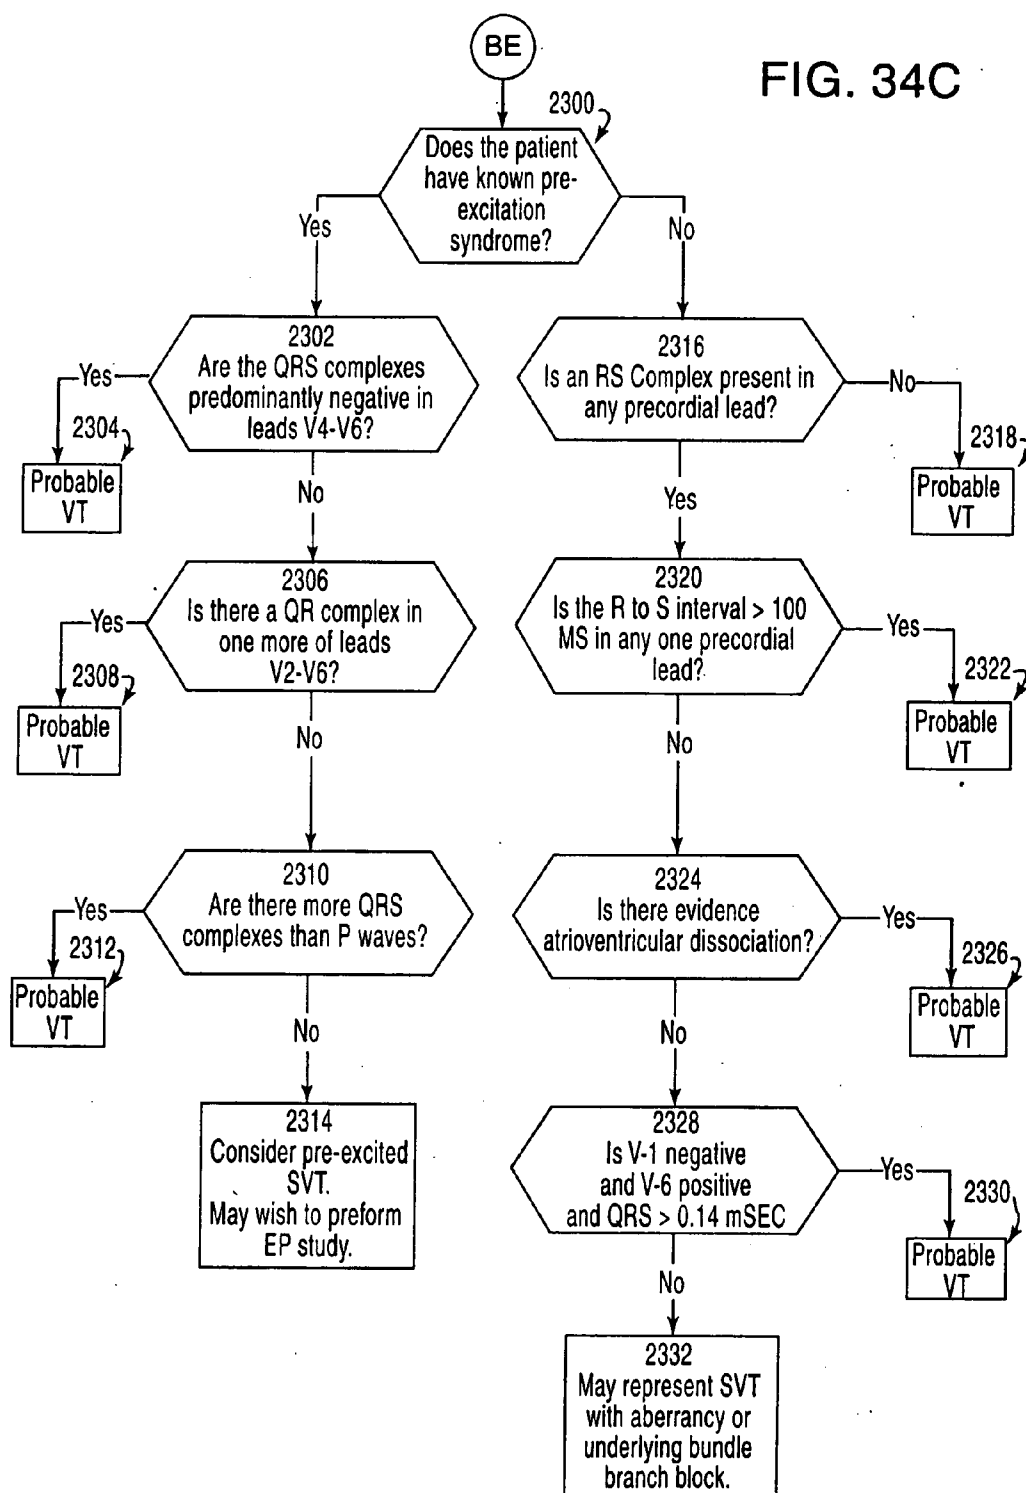 BE
FIG. 34C
2300
Does the patient
have known pre-
excitation
syndrome?
Yes
No
2302
Are the QRS complexes
predominantly negative in
leads V4-V6?
Yes
2304
Probable
VT
No
2316
Is an RS Complex present in
any precordial lead?
No
2318
Probable
VT
Yes
2306
Is there a QR complex in
one more of leads
V2-V6?
Yes
2308
Probable
VT
No
2320
Is the R to S interval > 100
MS in any one precordial
lead?
Yes
2322
Probable
VT
No
2310
Are there more QRS
complexes than P waves?
Yes
2312
Probable
VT
No
2324
Is there evidence
atrioventricular dissociation?
Yes
2326
Probable
VT
No
2314
Consider pre-excited
SVT.
May wish to preform
EP study.
2328
Is V-1 negative
and V-6 positive
and QRS > 0.14 mSEC
Yes
2330
Probable
VT
No
2332
May represent SVT
with aberrancy or
underlying bundle
branch block.